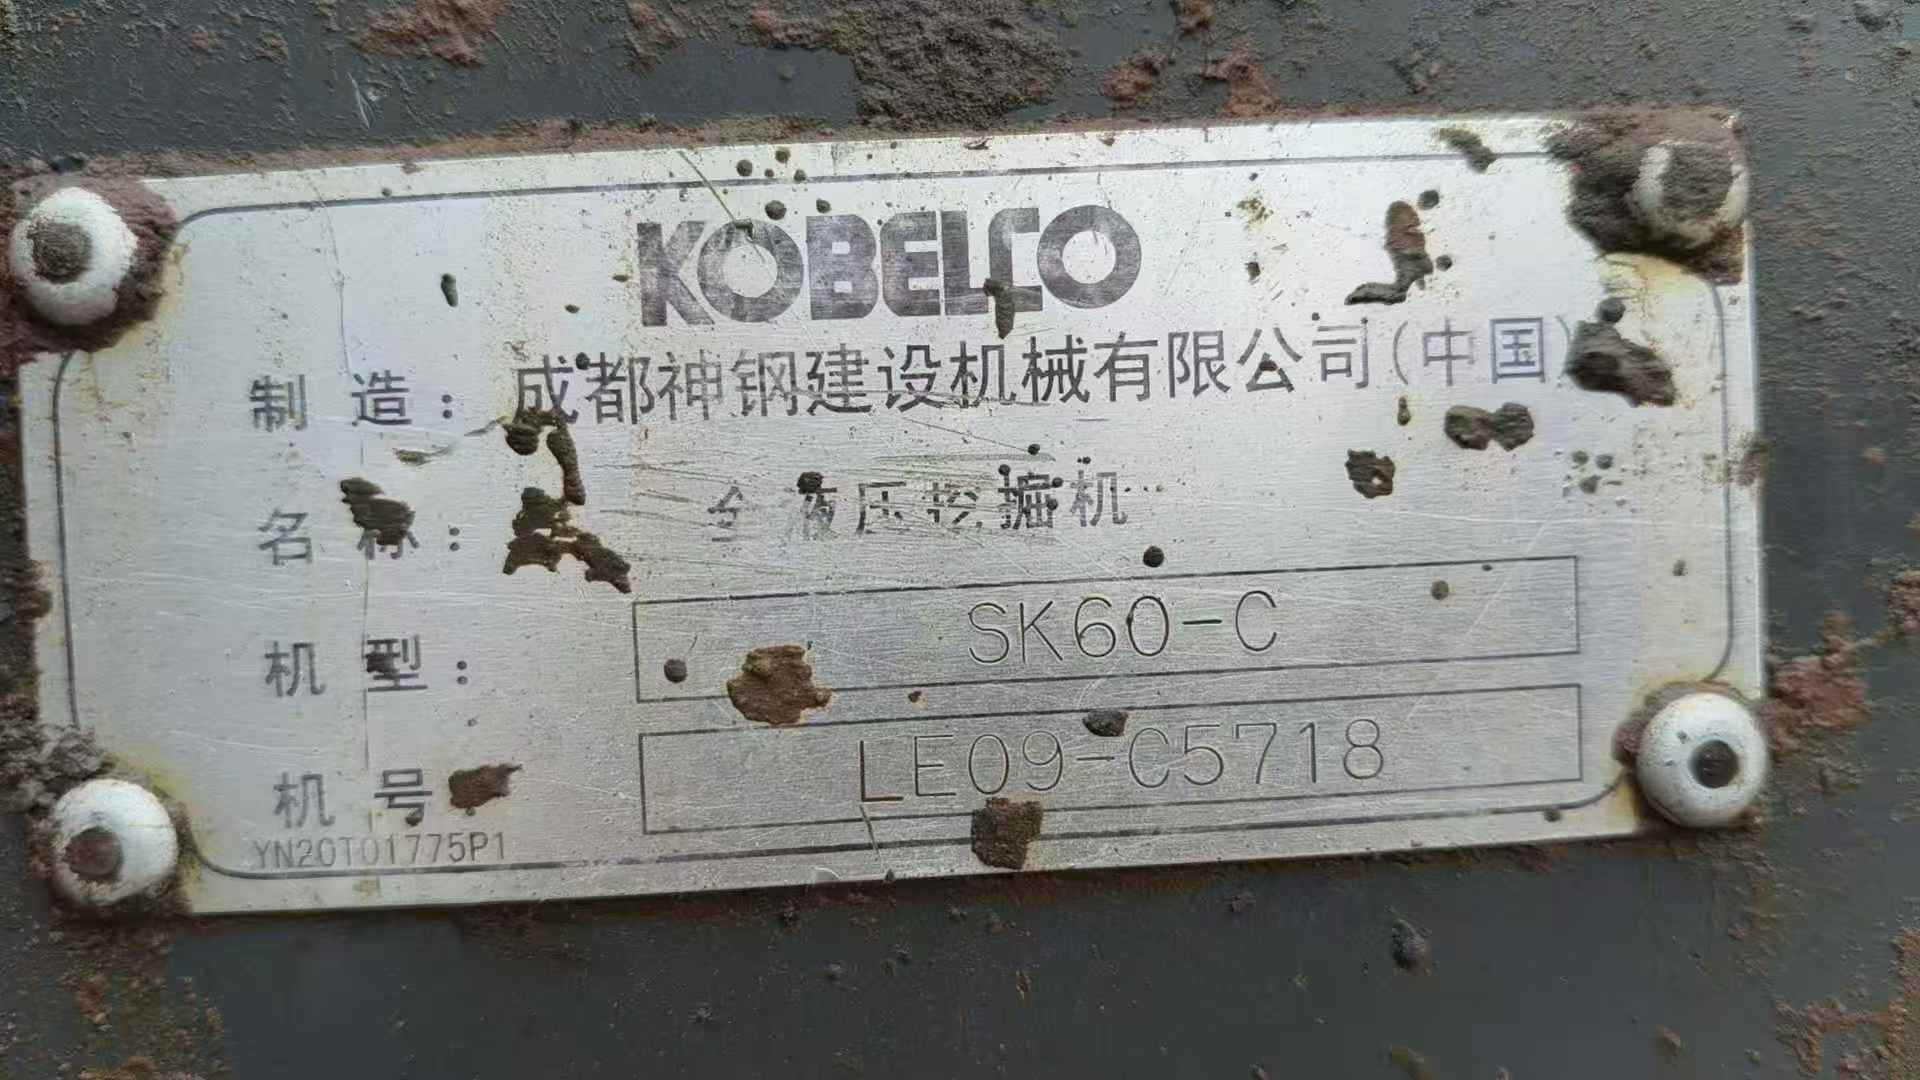 KOBELCO
制 造：成都神钢建设机械有限公司(中国)
名 称：全液压挖掘机
机 型：SK60-C
机 号 LE09-C5718
YN20T01775P1